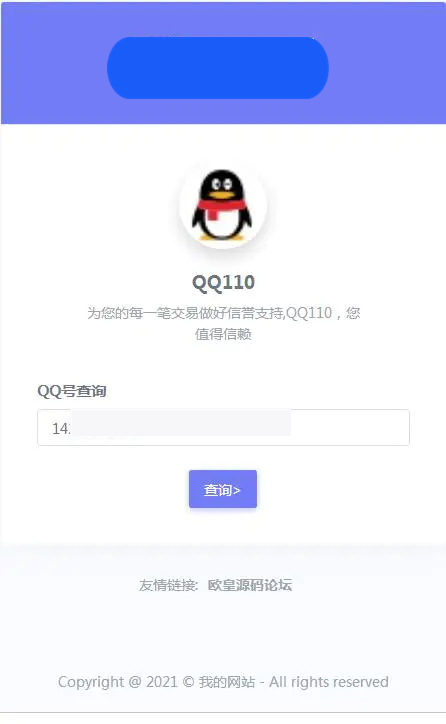 QQ110
为您的每一笔交易做好信誉支持,QQ110，您
值得信赖
QQ号查询
14
查询>
友情链接: 欧皇源码论坛
Copyright @ 2021 © 我的网站 - All rights reserved